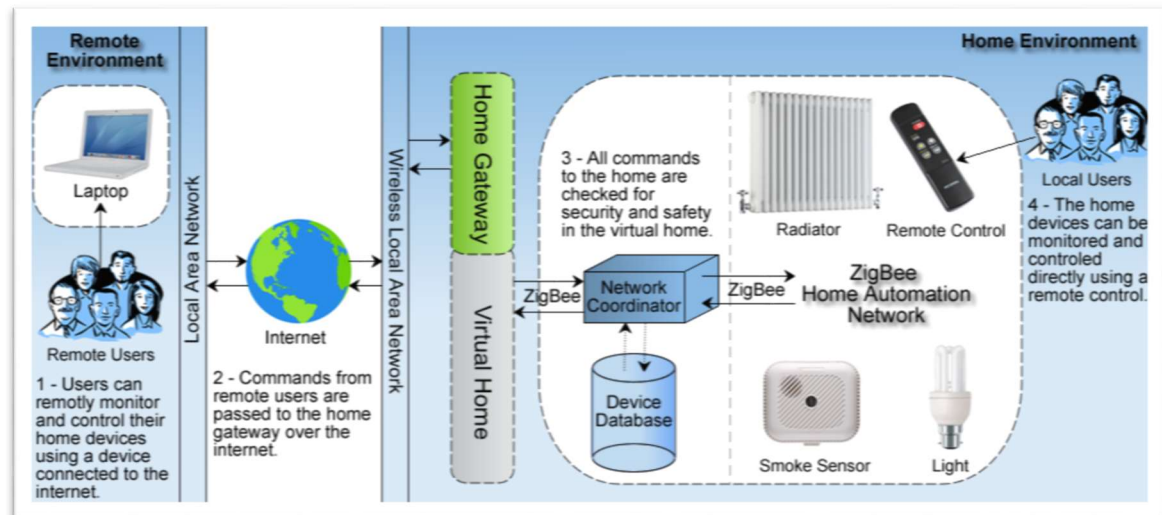 Remote
Environment
Home Environment
Laptop
Remote Users
1 - Users can
remotly monitor
and control their
home devices
using a device
connected to the
internet.
Local Area Network
Internet
2 - Commands from
remote users are
passed to the home
gateway over the
internet.
Wireless Local Area Network
Home Gateway
Virtual Home
3 - All commands
to the home are
checked for
security and safety
in the virtual home.
ZigBee
Network
Coordinator
ZigBee
Device
Database
Radiator
Remote Control
ZigBee
Home Automation
Network
Smoke Sensor
Light
Local Users
4 - The home
devices can be
monitored and
controled
directly using a
remote control.